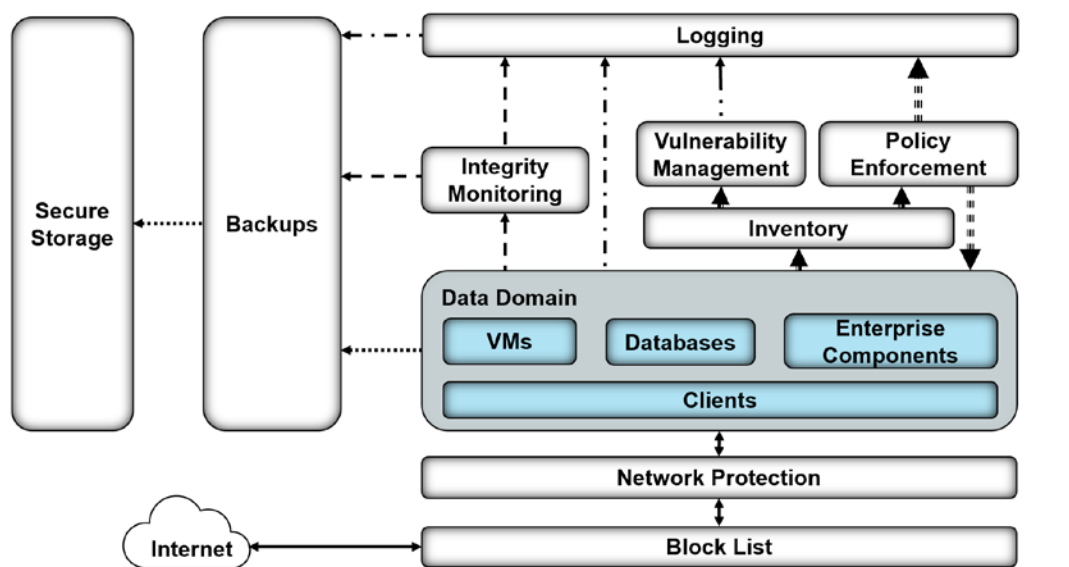 Logging
Vulnerability
Management
Policy
Enforcement
Integrity
Monitoring
Secure
Storage
Backups
Inventory
Data Domain
VMs
Databases
Enterprise
Components
Clients
Network Protection
Internet
Block List